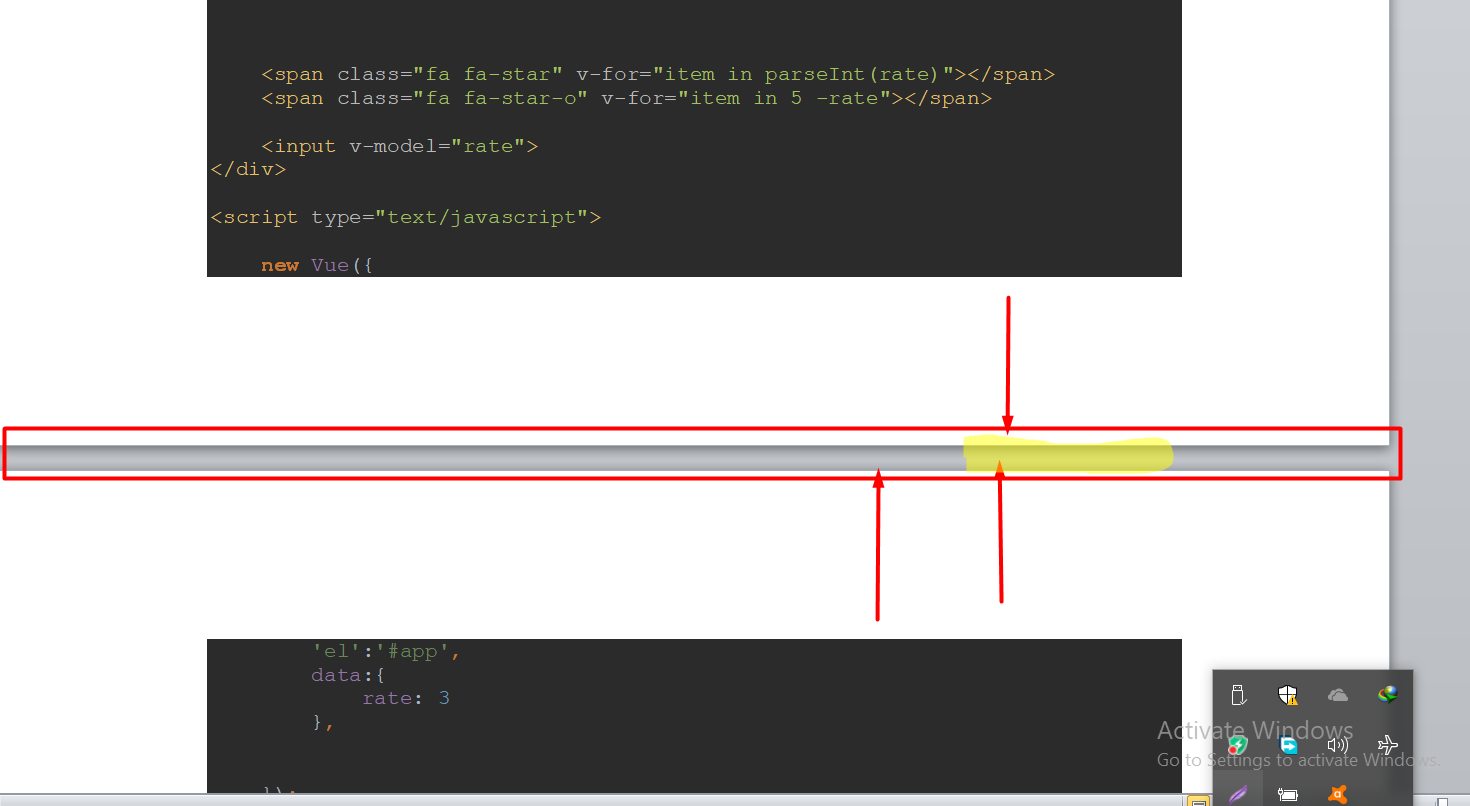 <span class="fa fa-star" v-for="item in parseInt(rate)"></span>
<span class="fa fa-star-o" v-for="item in 5 -rate"></span>
<input v-model="rate">
</div>
<script type="text/javascript">
new Vue({
'el':'#app',
data:{
rate: 3
},
});
Activate Windows
Go to Settings to activate Windows.